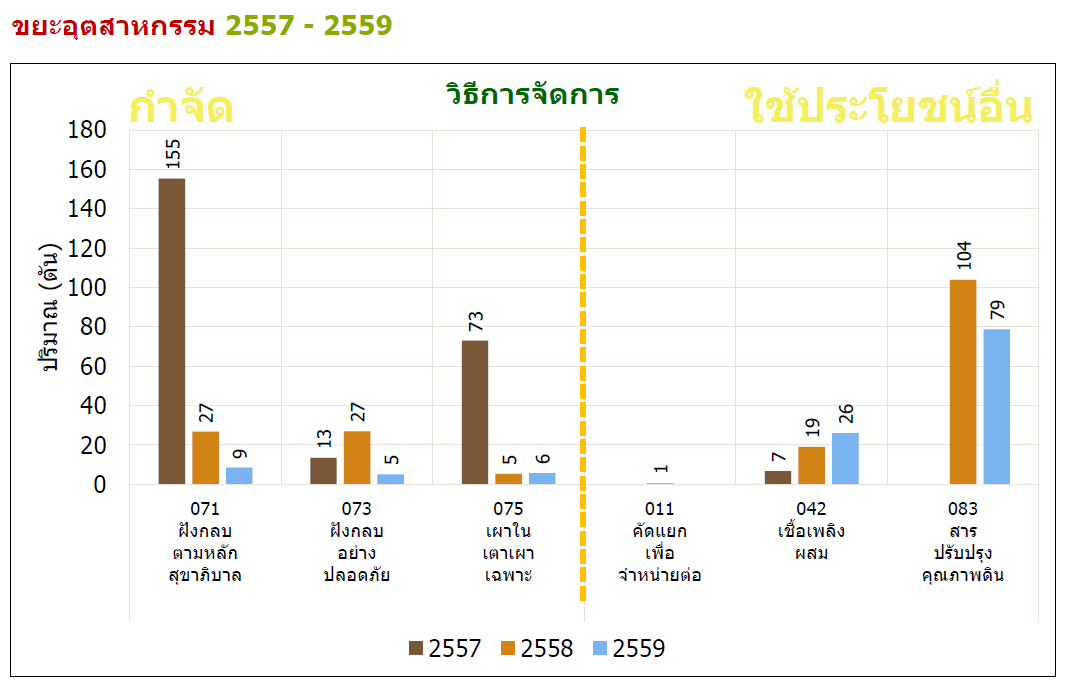 ขยะอุตสาหกรรม 2557 - 2559
กำจัด
วิธีการจัดการ
ใช้ประโยชน์อื่น
ปริมาณ (ตัน)
180
160
140
120
100
80
60
40
20
0
155
27
9
13
27
5
73
5
6
1
7
19
26
104
79
071
ฝังกลบ
ตามหลัก
สุขาภิบาล
073
ฝังกลบ
อย่าง
ปลอดภัย
075
เผาใน
เตาเผา
เฉพาะ
011
คัดแยก
เพื่อ
จำหน่ายต่อ
042
เชื้อเพลิง
ผสม
083
สาร
ปรับปรุง
คุณภาพดิน
2557 2558 2559